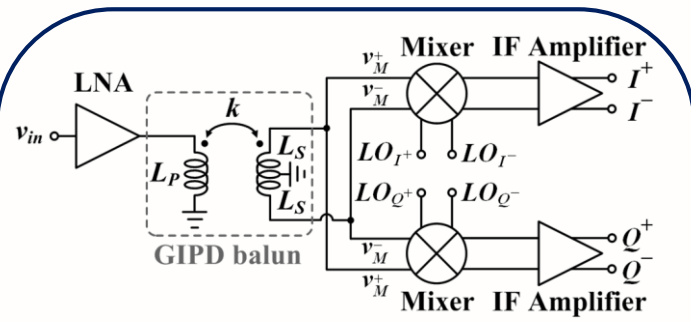 Mixer IF Amplifier
LNA
v_M^+
v_M^-
I^+
I^-
k
v_in
L_P
L_S
L_S
LO_I^+ LO_I^-
LO_Q^+ LO_Q^-
GIPD balun
v_M^-
v_M^+
Q^+
Q^-
Mixer IF Amplifier